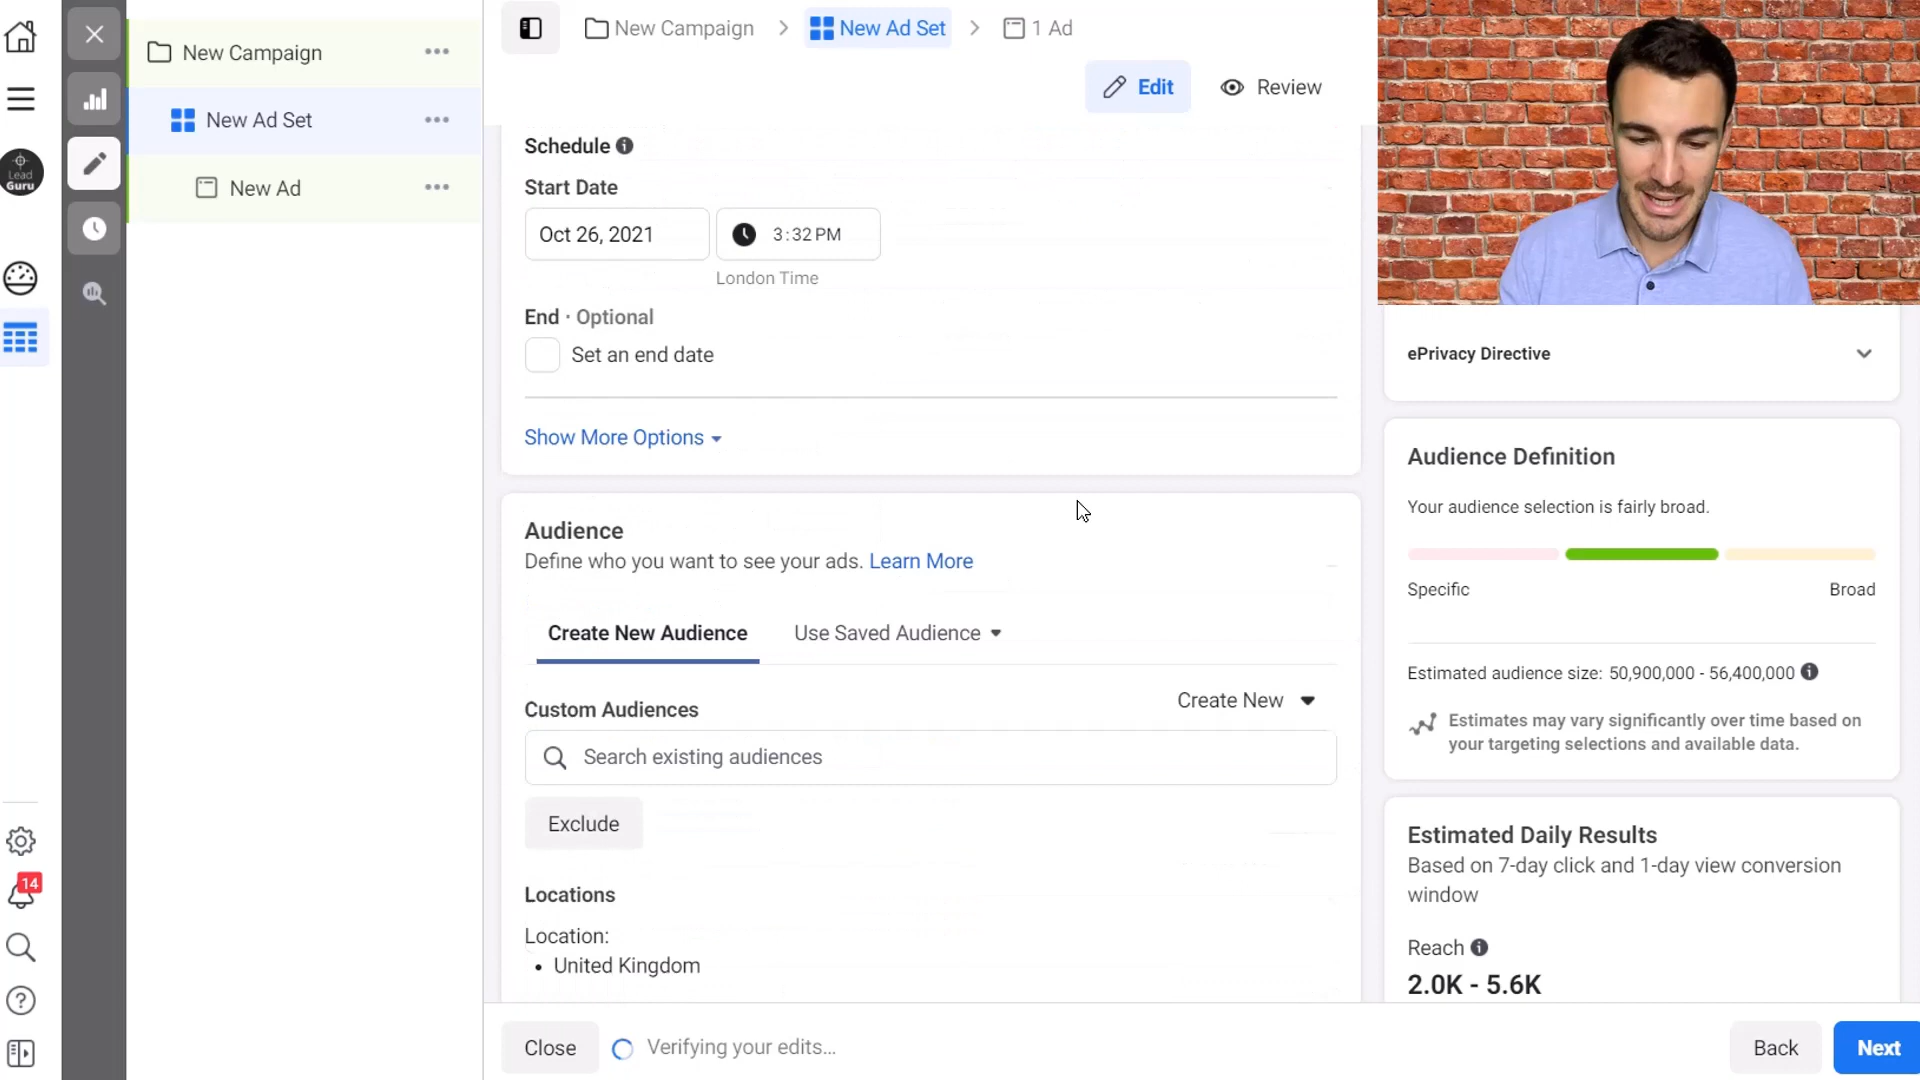 New Campaign
New Ad Set
New Ad
Lead
Guru
14
New Campaign
New Ad Set
1 Ad
Edit
Review
Schedule
Start Date
Oct 26, 2021
3:32 PM
London Time
End · Optional
Set an end date
Show More Options
Audience
Define who you want to see your ads. Learn More
Create New Audience
Use Saved Audience
Custom Audiences
Create New
Search existing audiences
Exclude
Locations
Location:
• United Kingdom
Close
Verifying your edits...
Back
Next
ePrivacy Directive
Audience Definition
Your audience selection is fairly broad.
Specific
Broad
Estimated audience size: 50,900,000 - 56,400,000
Estimates may vary significantly over time based on
your targeting selections and available data.
Estimated Daily Results
Based on 7-day click and 1-day view conversion
window
Reach
2.0K - 5.6K